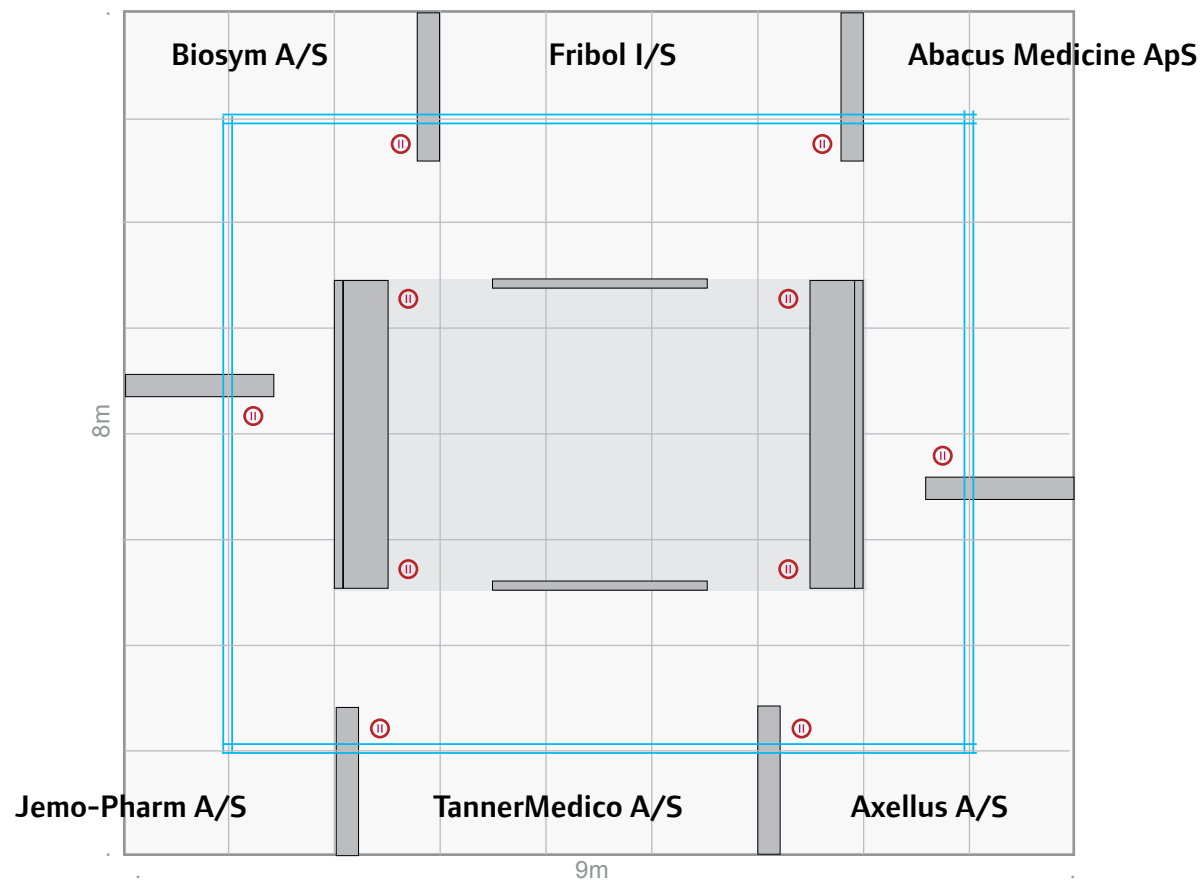 Biosym A/S
Fribol I/S
Abacus Medicine ApS
8m
Jemo-Pharm A/S
TannerMedico A/S
Axellus A/S
9m